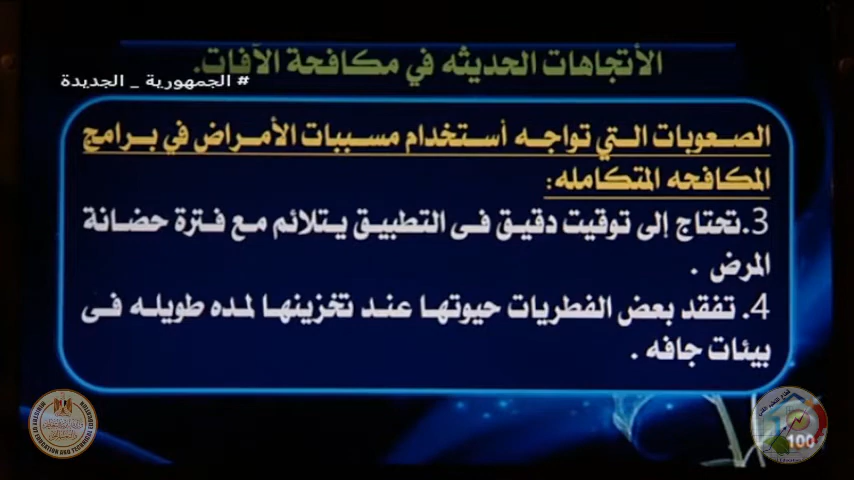 الأتجاهات الحديثه في مكافحة الآفات.
# الجمهورية _ الجديدة
الصعوبات التي تواجه أستخدام مسببات الأمراض في برامج
المكافحه المتكامله:
3.تحتاج إلى توقيت دقيق فى التطبيق يتلائم مع فترة حضانة
المرض .
4. تفقد بعض الفطريات حيوتها عند تخزينها لمده طويله فى
بيئات جافه .
100